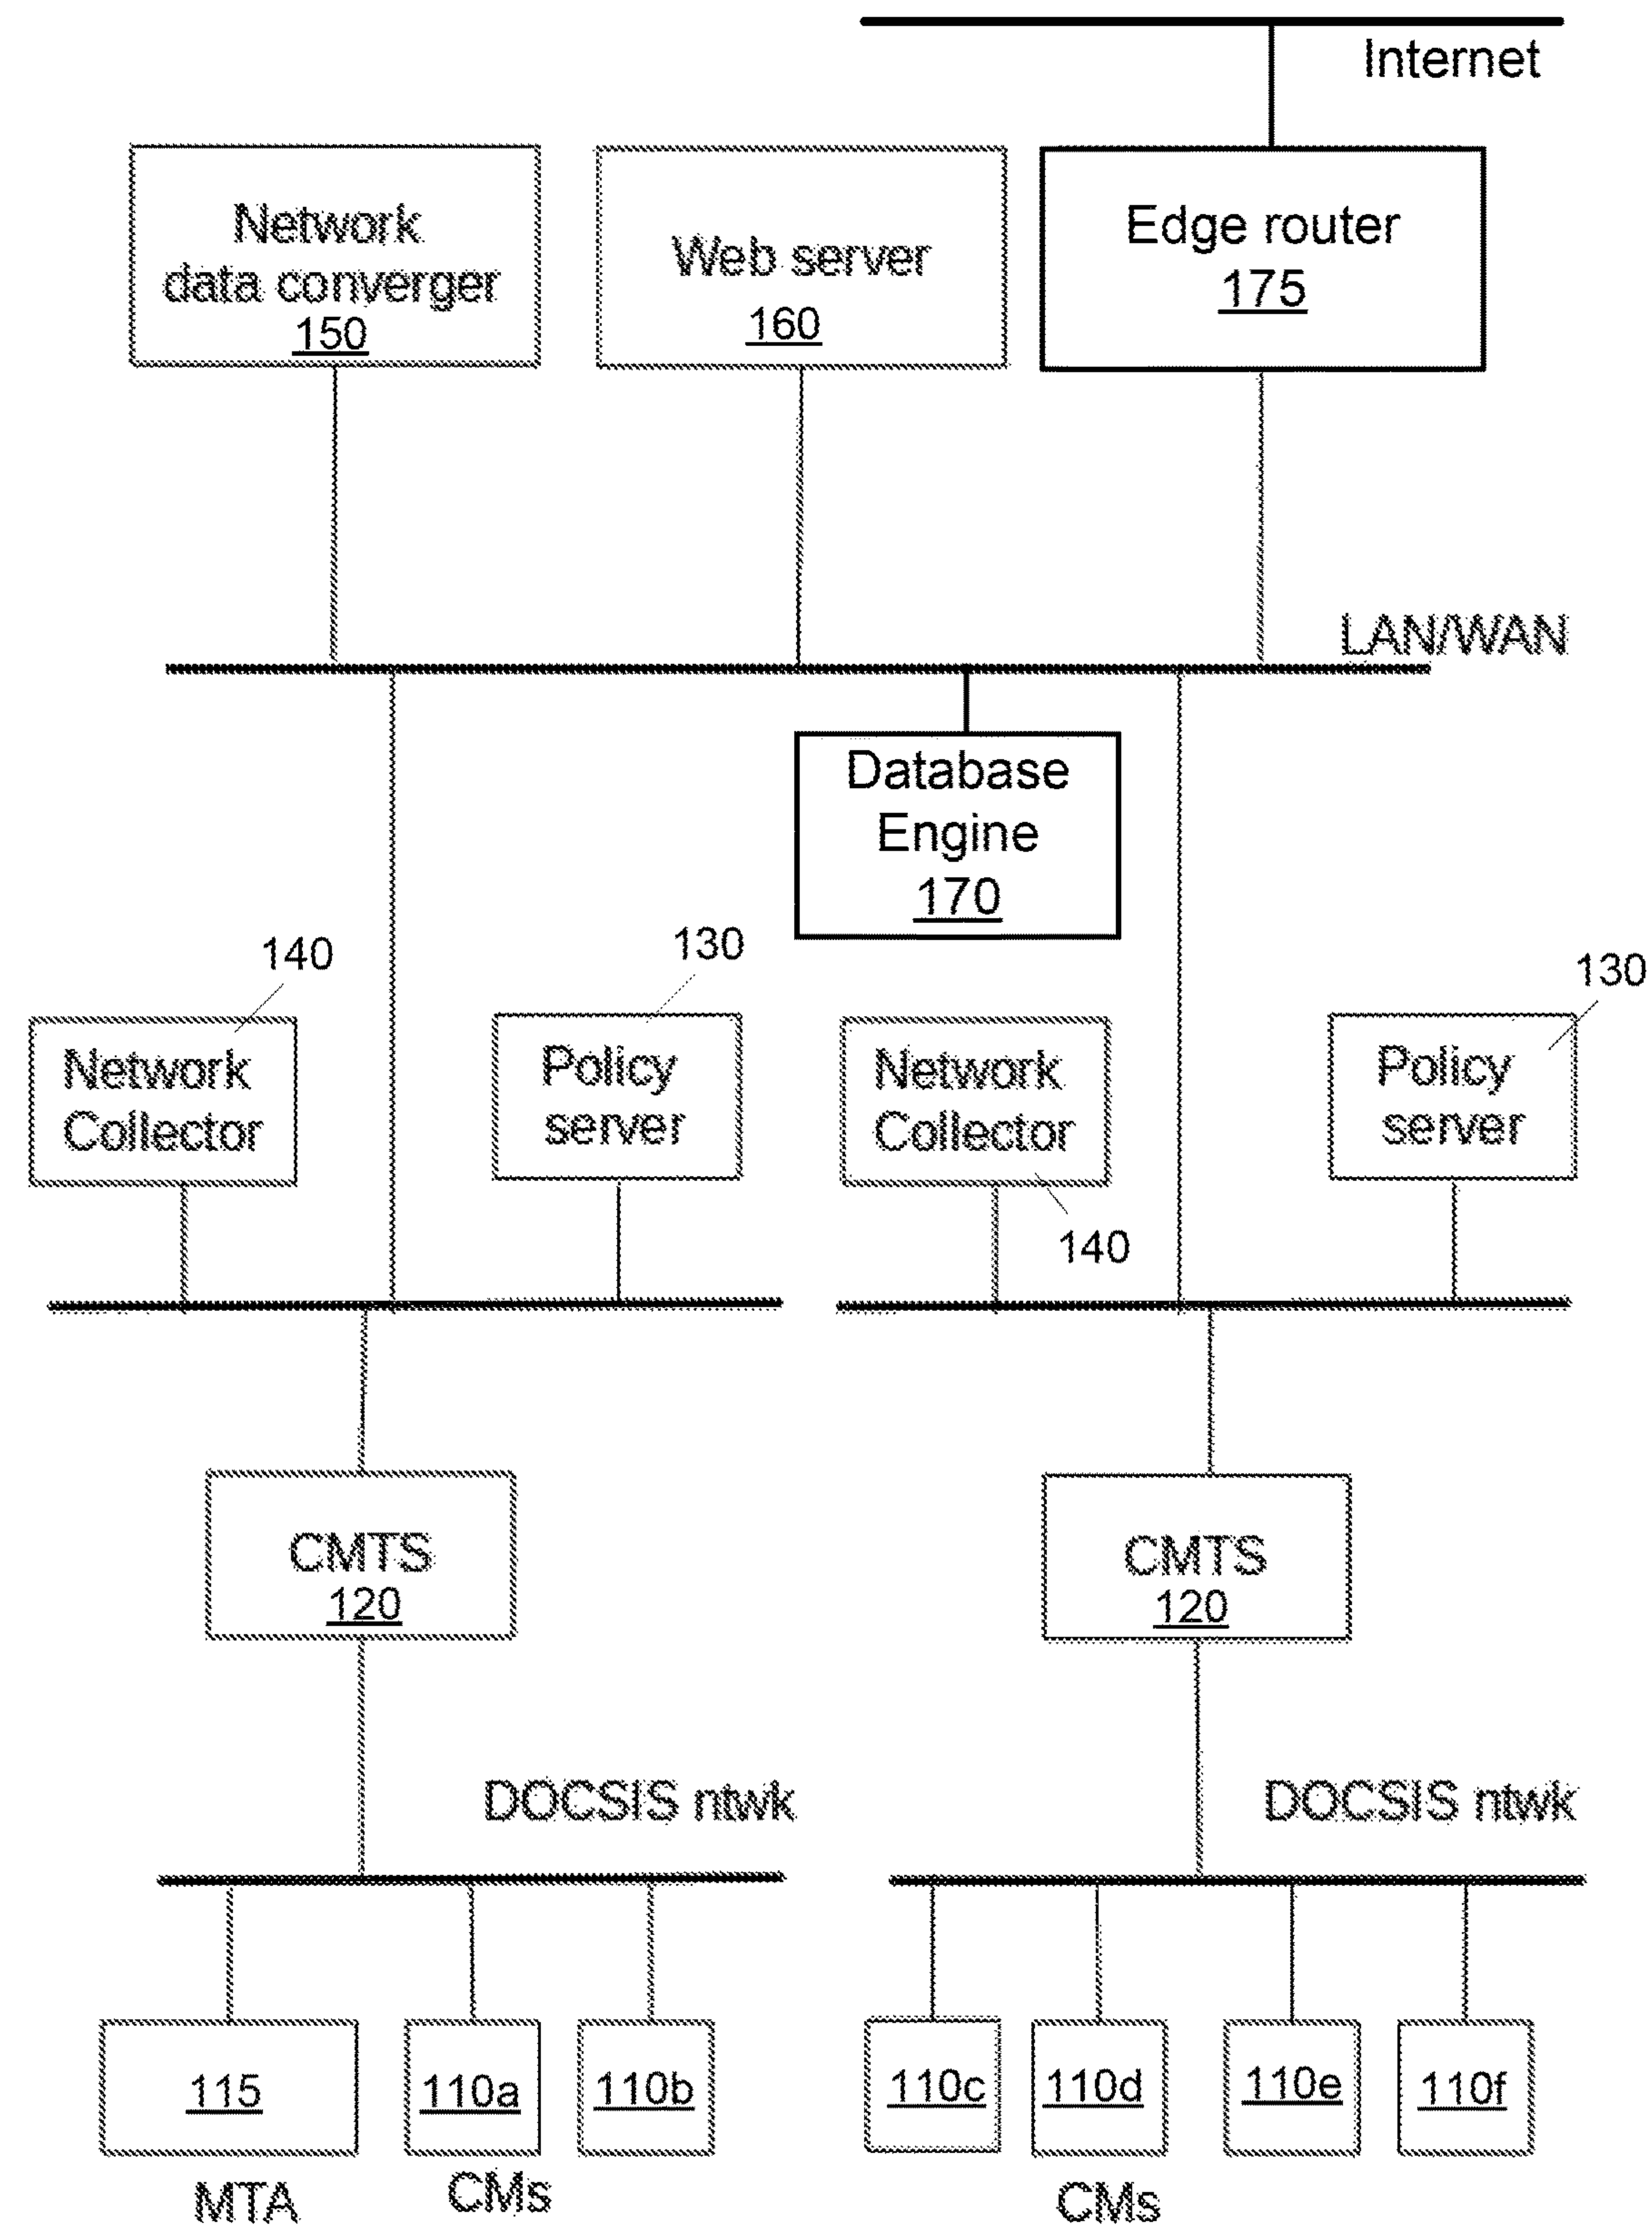 Internet
Network
data converger
150
Web server
160
Edge router
175
LAN/WAN
Database
Engine
170
140
130
130
Network
Collector
Policy
server
Network
Collector
Policy
server
140
CMTS
120
CMTS
120
DOCSIS ntwk
DOCSIS ntwk
115
110a
110b
110c
110d
110e
110f
MTA
CMs
CMs